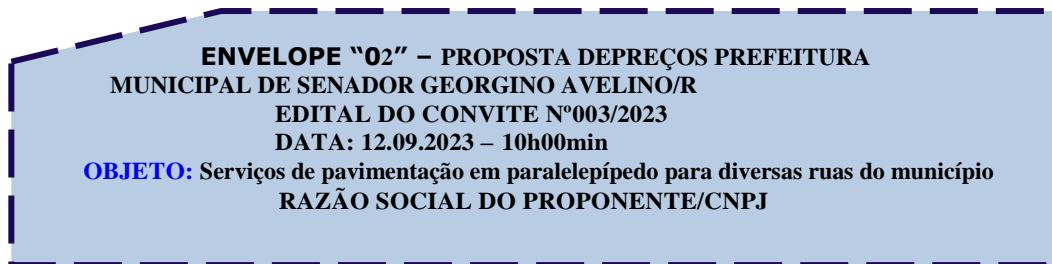 ENVELOPE “02” – PROPOSTA DEPREÇOS PREFEITURA
MUNICIPAL DE SENADOR GEORGINO AVELINO/R
EDITAL DO CONVITE Nº003/2023
DATA: 12.09.2023 – 10h00min
OBJETO: Serviços de pavimentação em paralelepípedo para diversas ruas do município
RAZÃO SOCIAL DO PROPONENTE/CNPJ